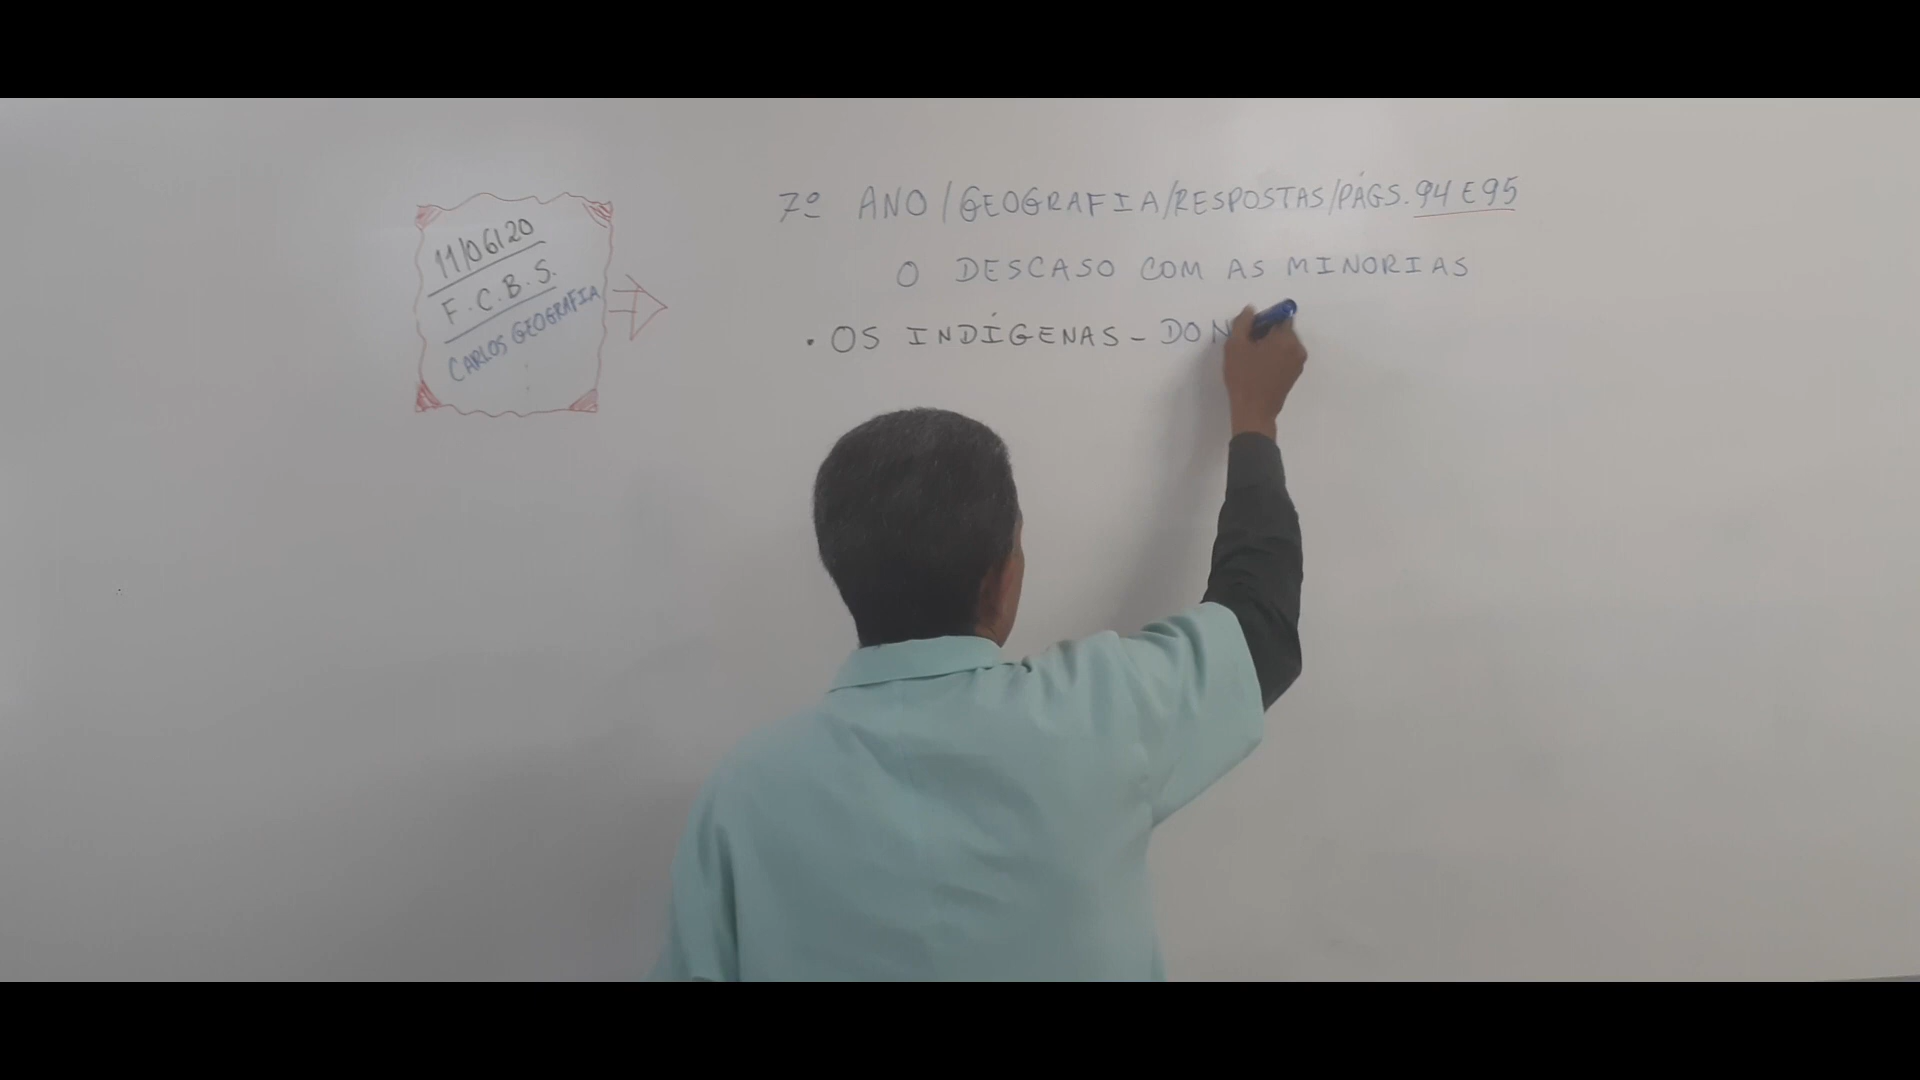 11/06/20
F.C.B.S.
CARLOS GEOGRAFIA
7º ANO/GEOGRAFIA/RESPOSTAS/PÁGS. 94 E 95
O DESCASO COM AS MINORIAS
• OS INDÍGENAS - DON